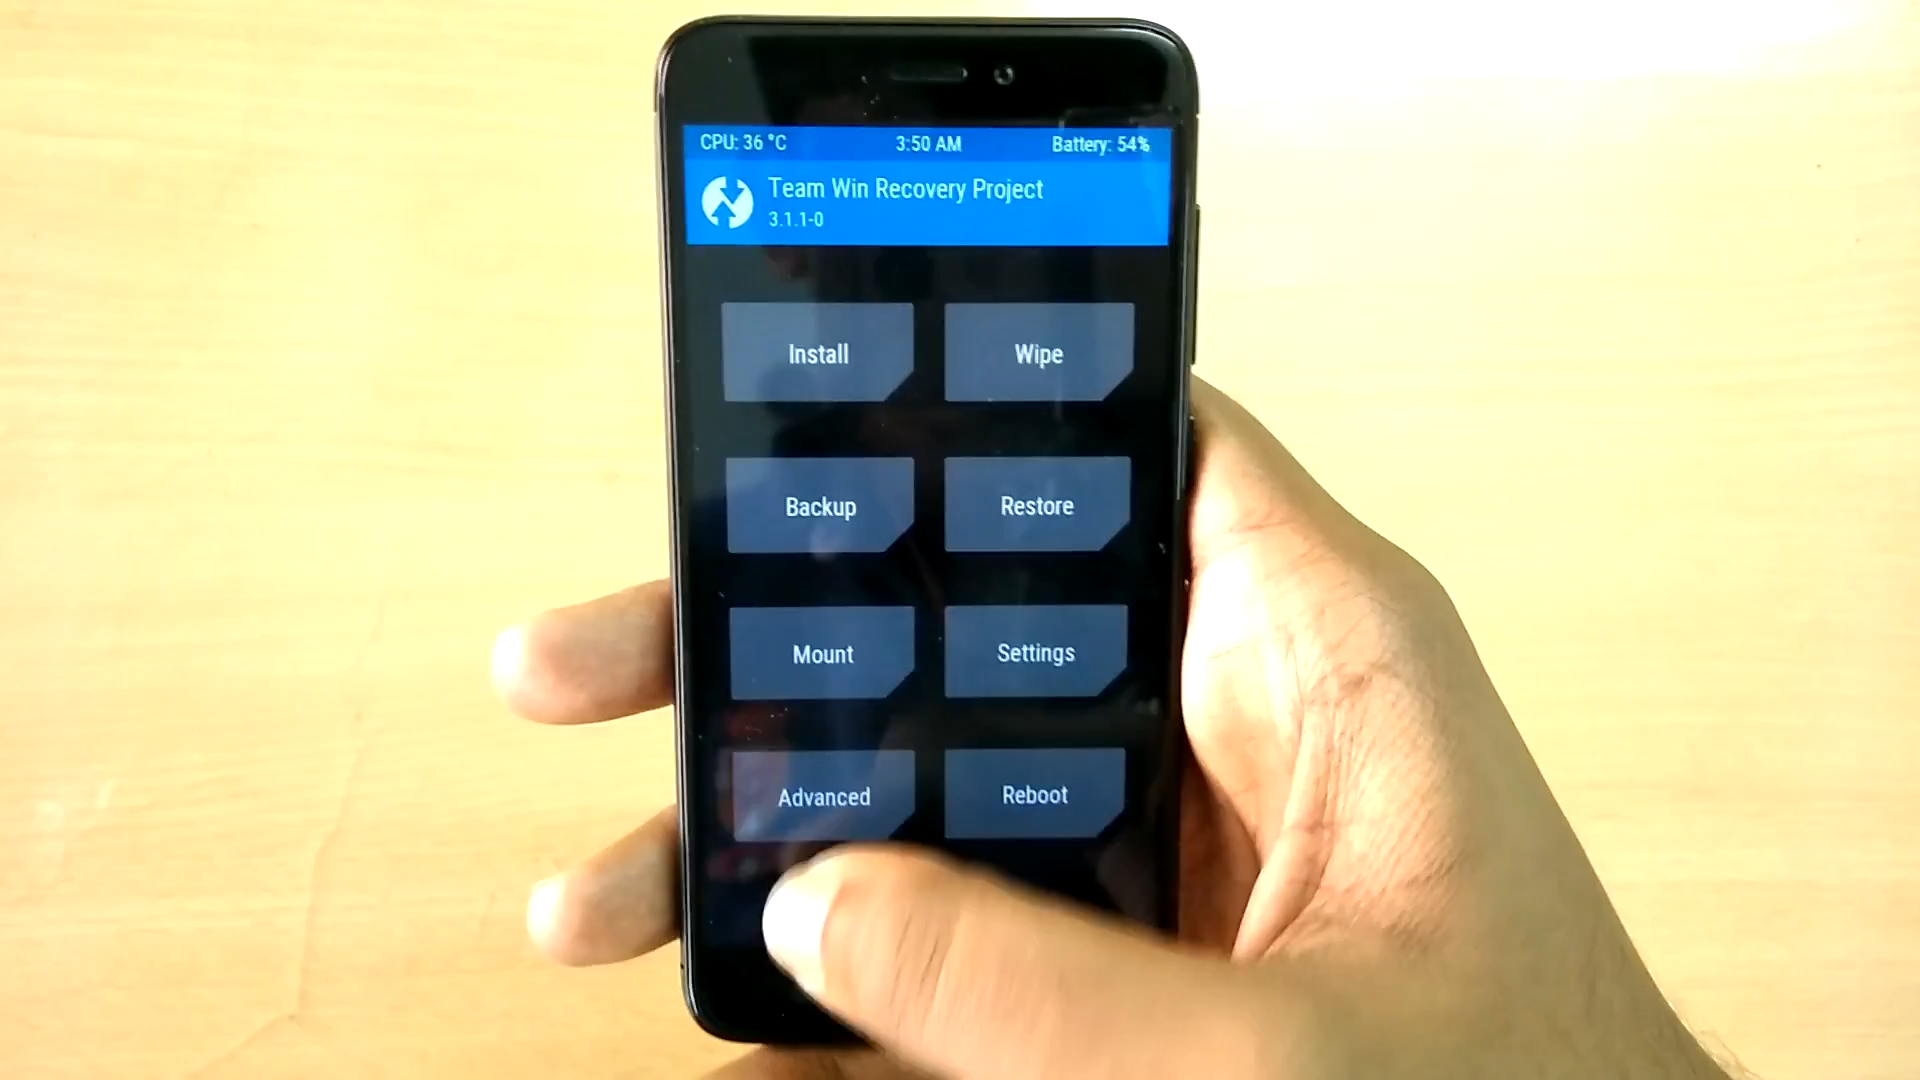 CPU: 36 °C 3:50 AM Battery: 54%
Team Win Recovery Project
3.1.1-0
Install Wipe
Backup Restore
Mount Settings
Advanced Reboot